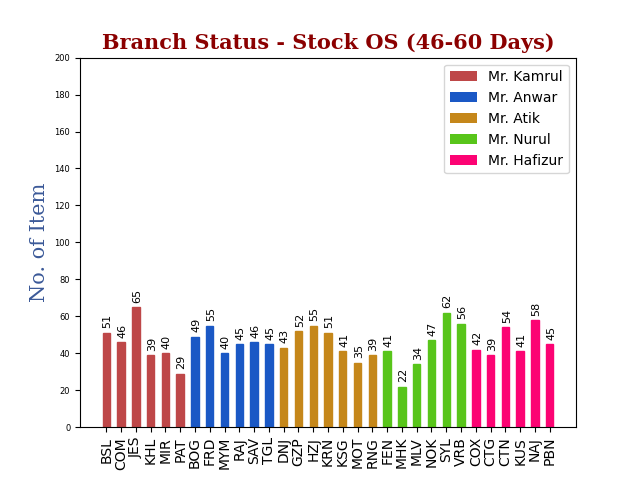 Branch Status - Stock OS (46-60 Days)
No. of Item
200
180
160
140
120
100
80
60
40
20
0
Mr. Kamrul
Mr. Anwar
Mr. Atik
Mr. Nurul
Mr. Hafizur
51 46 65 39 40 29 49 55 40 45 46 45 43 52 55 51 41 35 39 41 22 34 47 62 56 42 39 54 41 58 45
BSL COM JES KHL MIR PAT BOG FRD MYM RAJ SAV TGL DNJ GZP HZJ KRN KSG MOT RNG FEN MHK MLV NOK SYL VRB COX CTG CTN KUS NAJ PBN